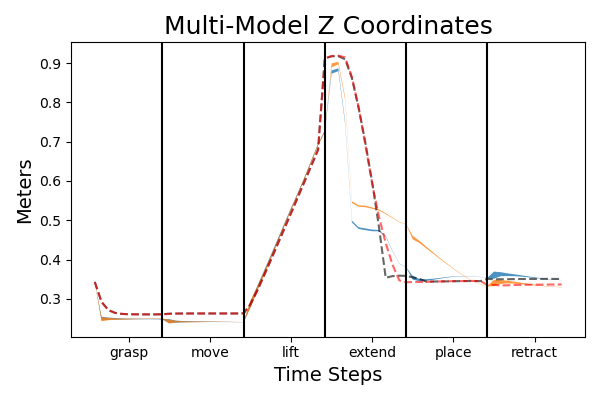 Multi-Model Z Coordinates
0.9
0.8
0.7
0.6
0.5
0.4
0.3
Meters
grasp move lift extend place retract
Time Steps